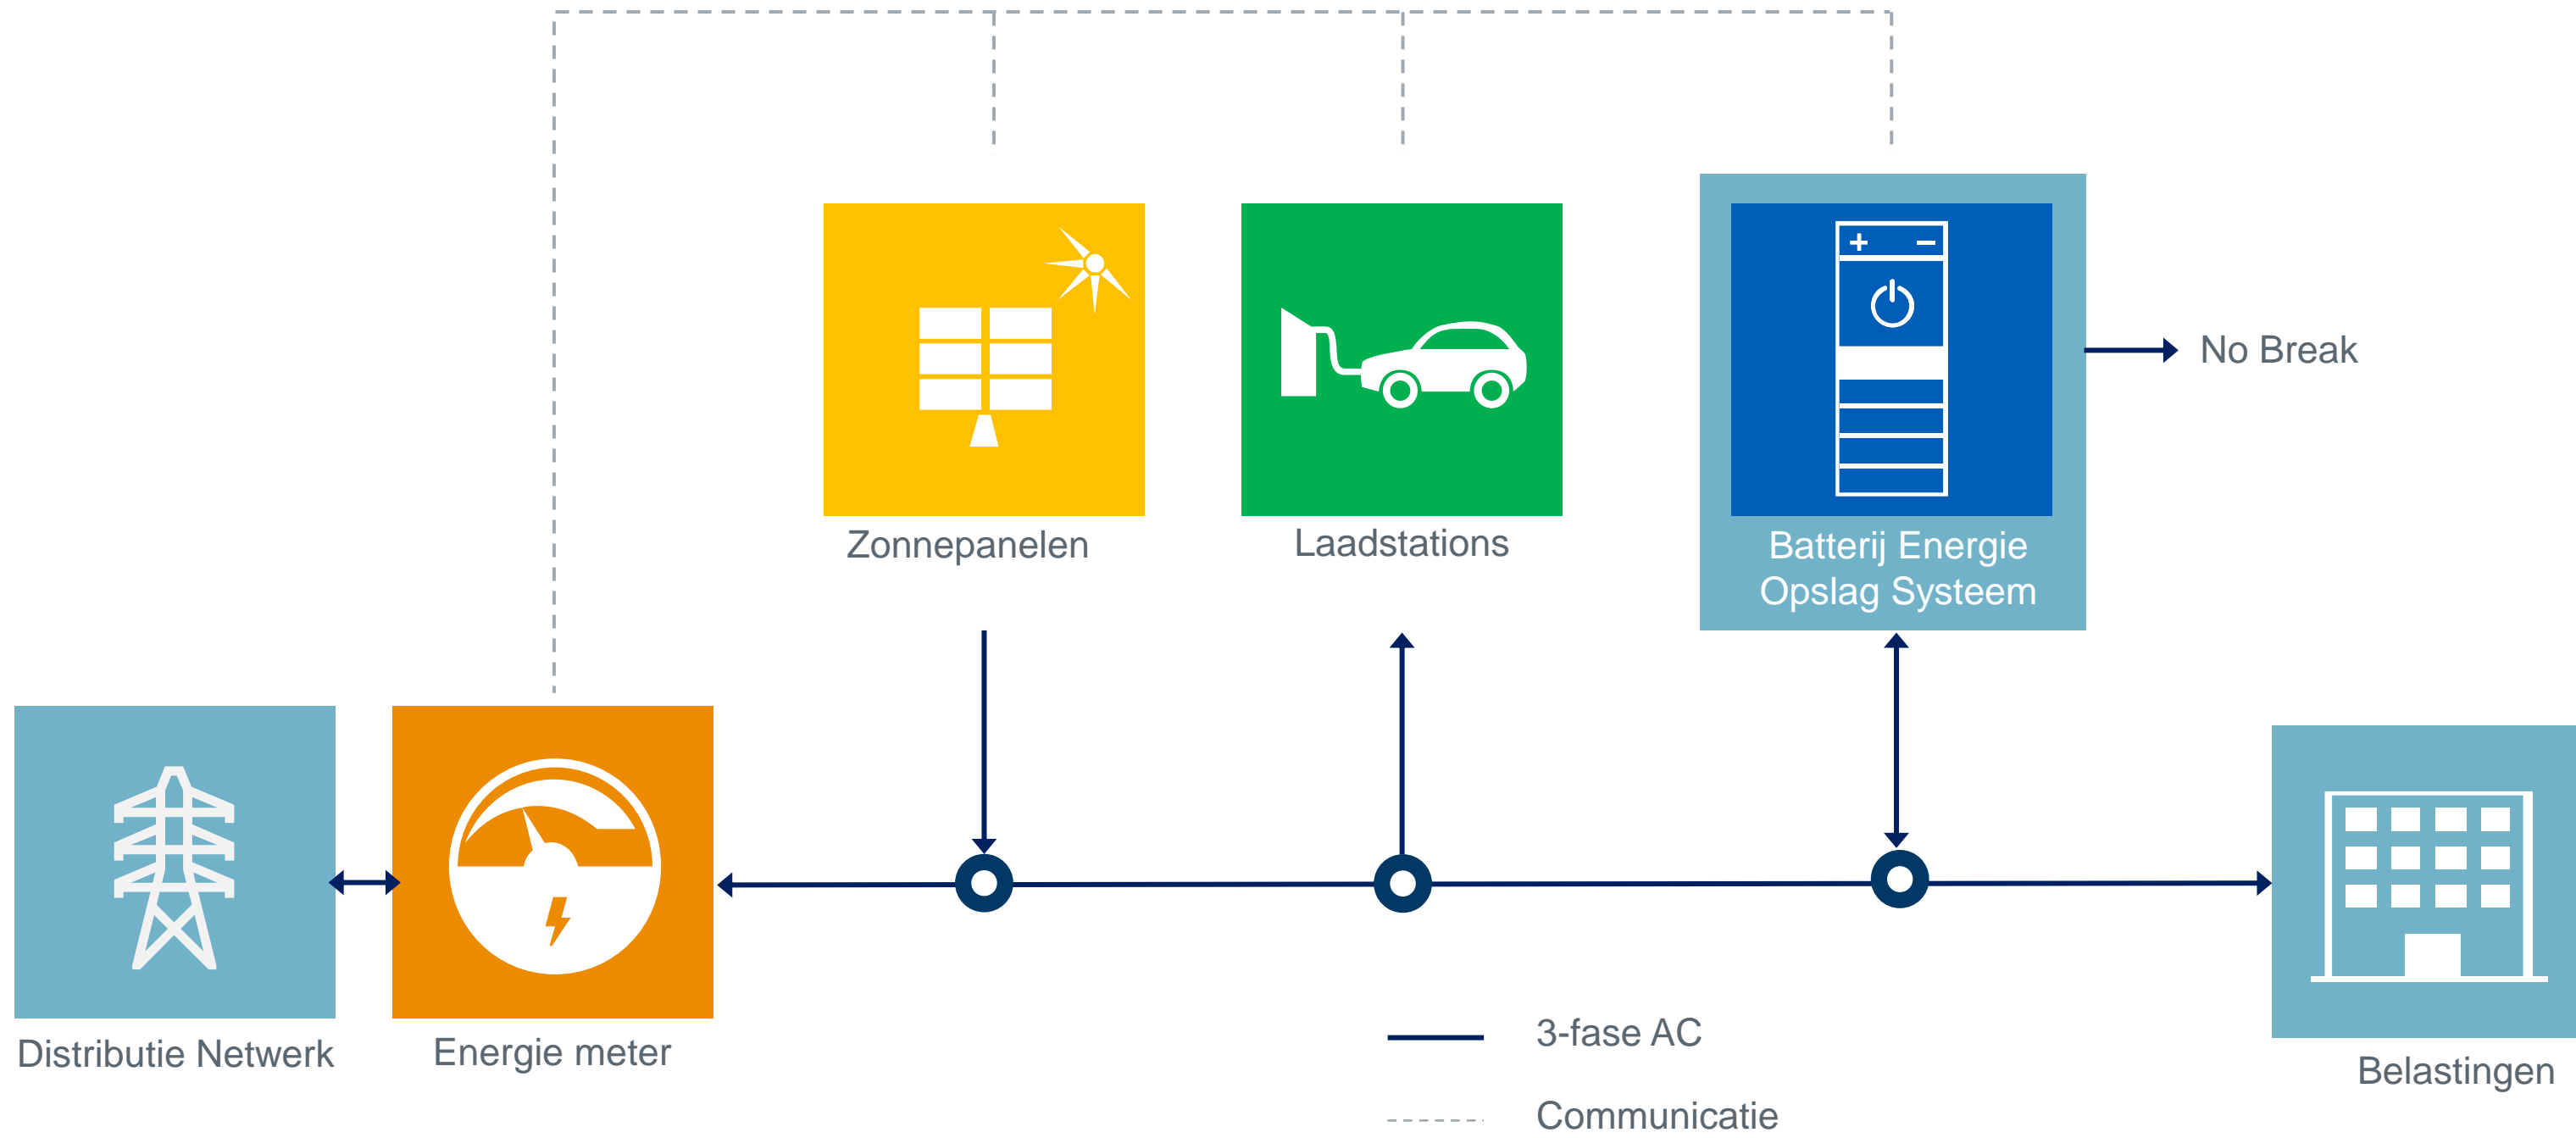 No Break
Zonnepanelen
Laadstations
Batterij Energie
Opslag Systeem
Distributie Netwerk
Energie meter
3-fase AC
Communicatie
Belastingen